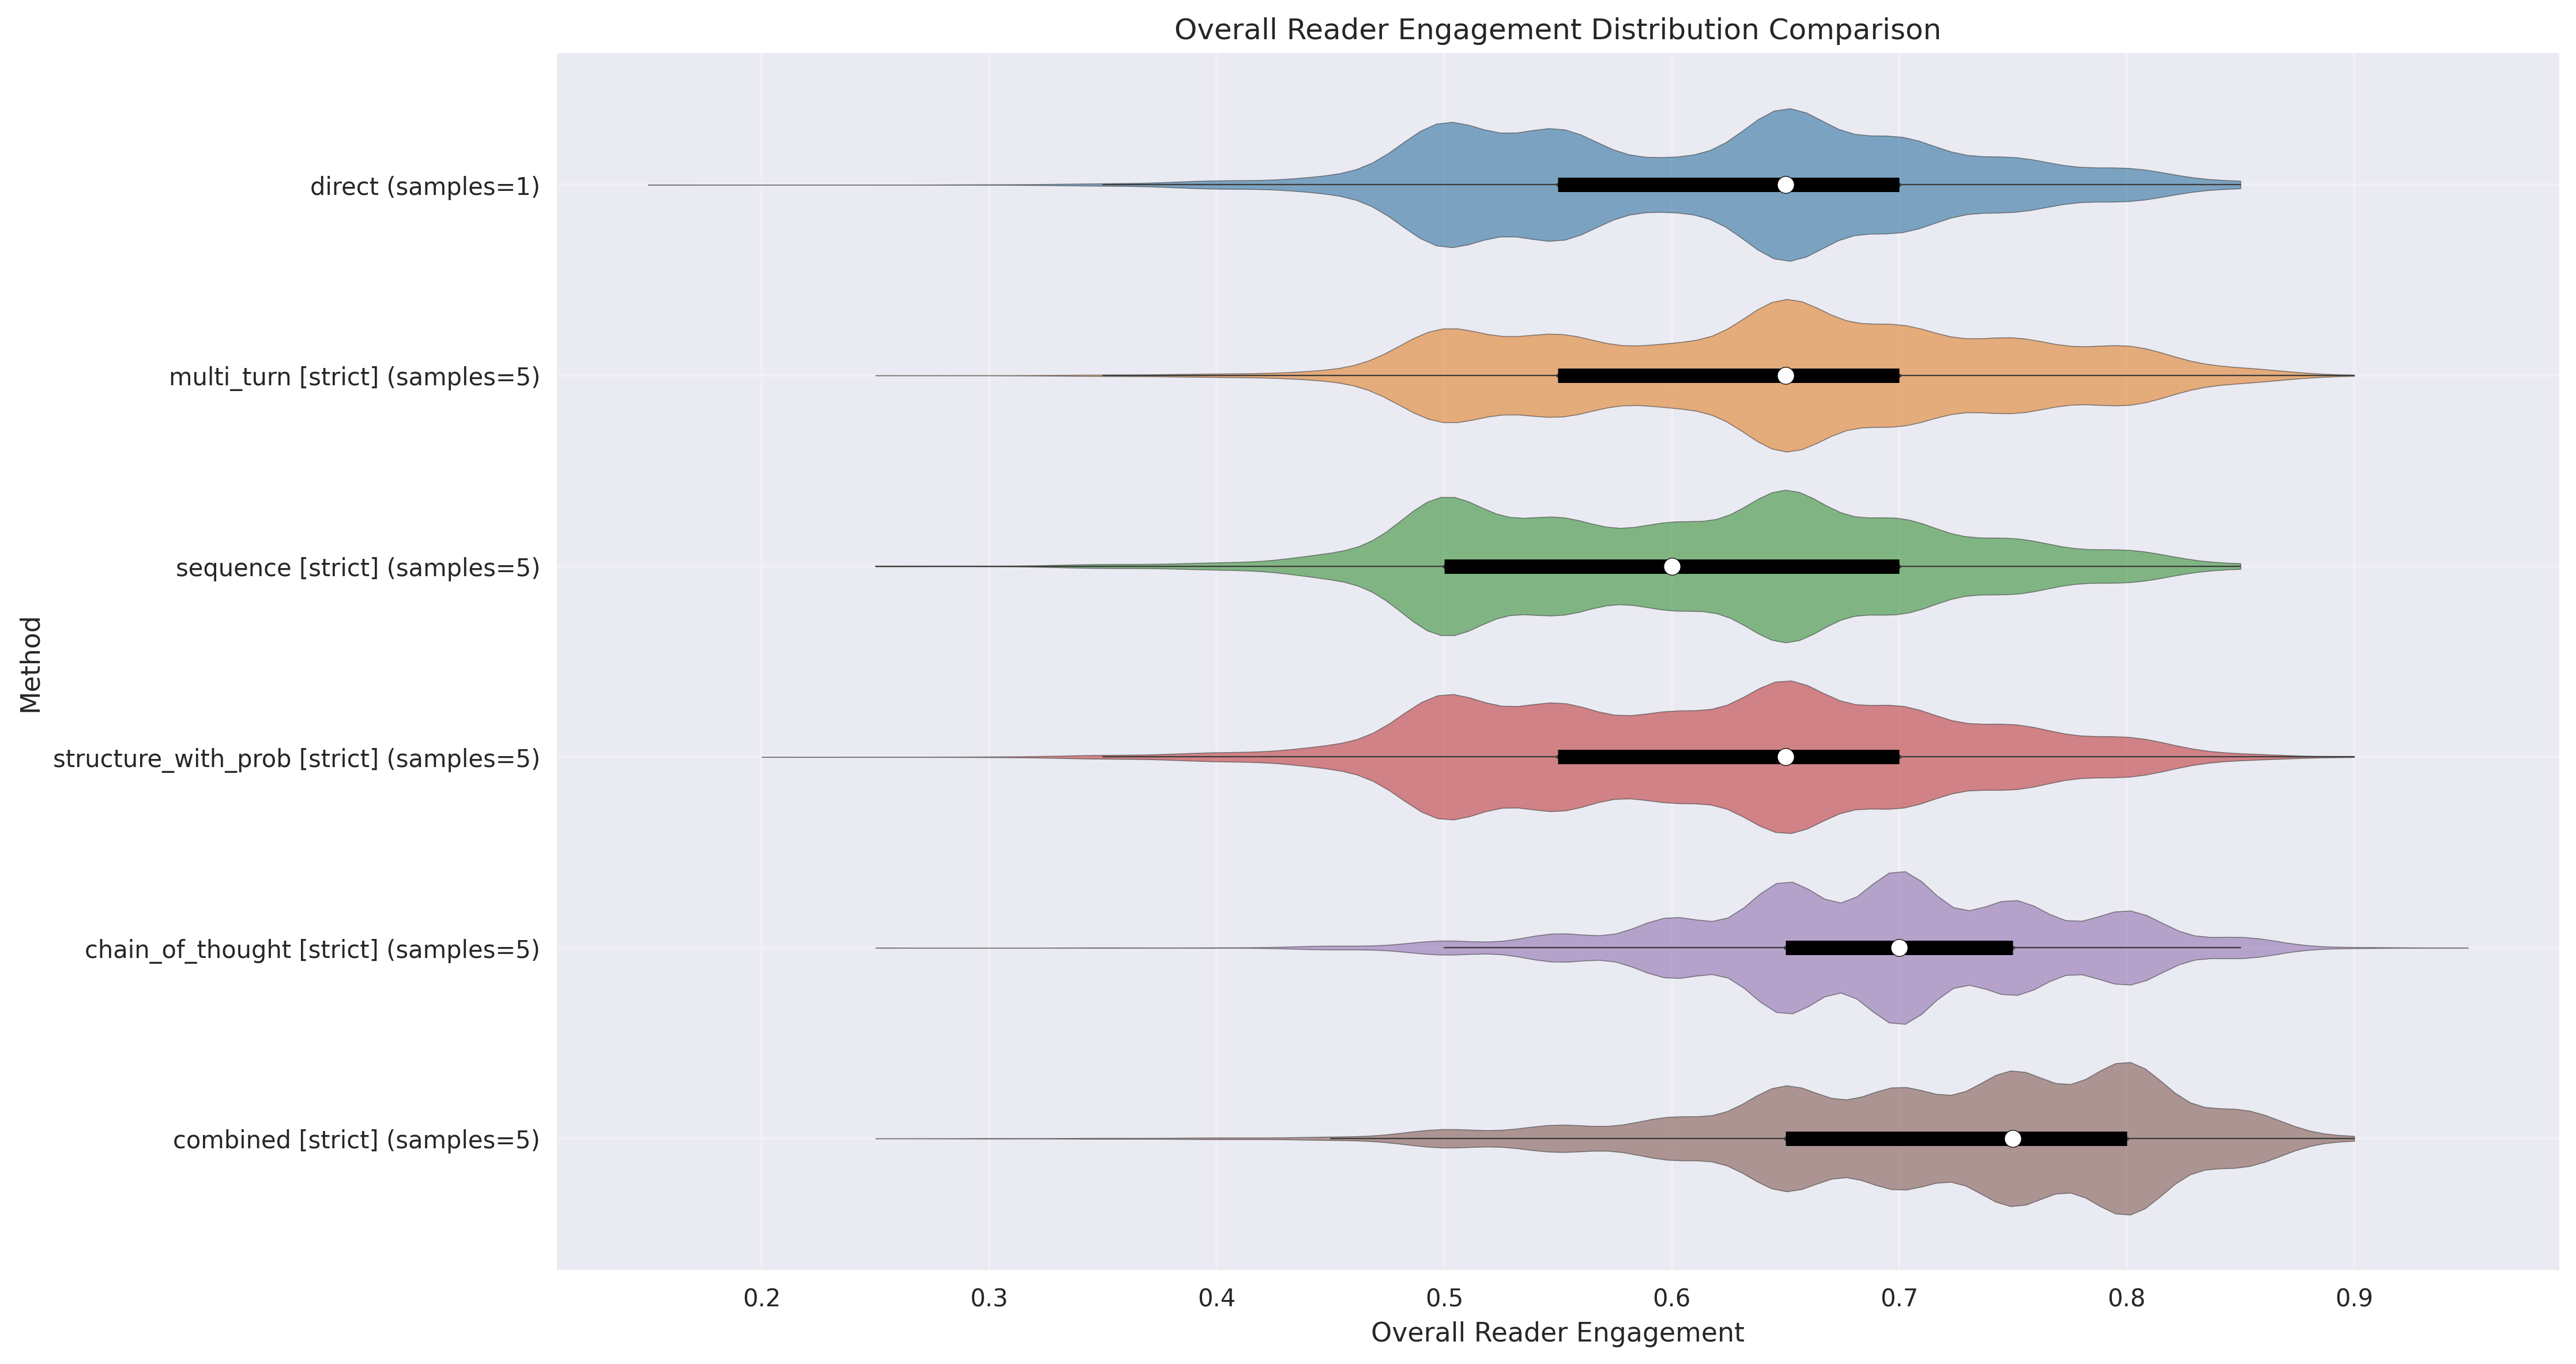 Overall Reader Engagement Distribution Comparison
direct (samples=1)
multi_turn [strict] (samples=5)
sequence [strict] (samples=5)
structure_with_prob [strict] (samples=5)
chain_of_thought [strict] (samples=5)
combined [strict] (samples=5)
Method
0.2 0.3 0.4 0.5 0.6 0.7 0.8 0.9
Overall Reader Engagement